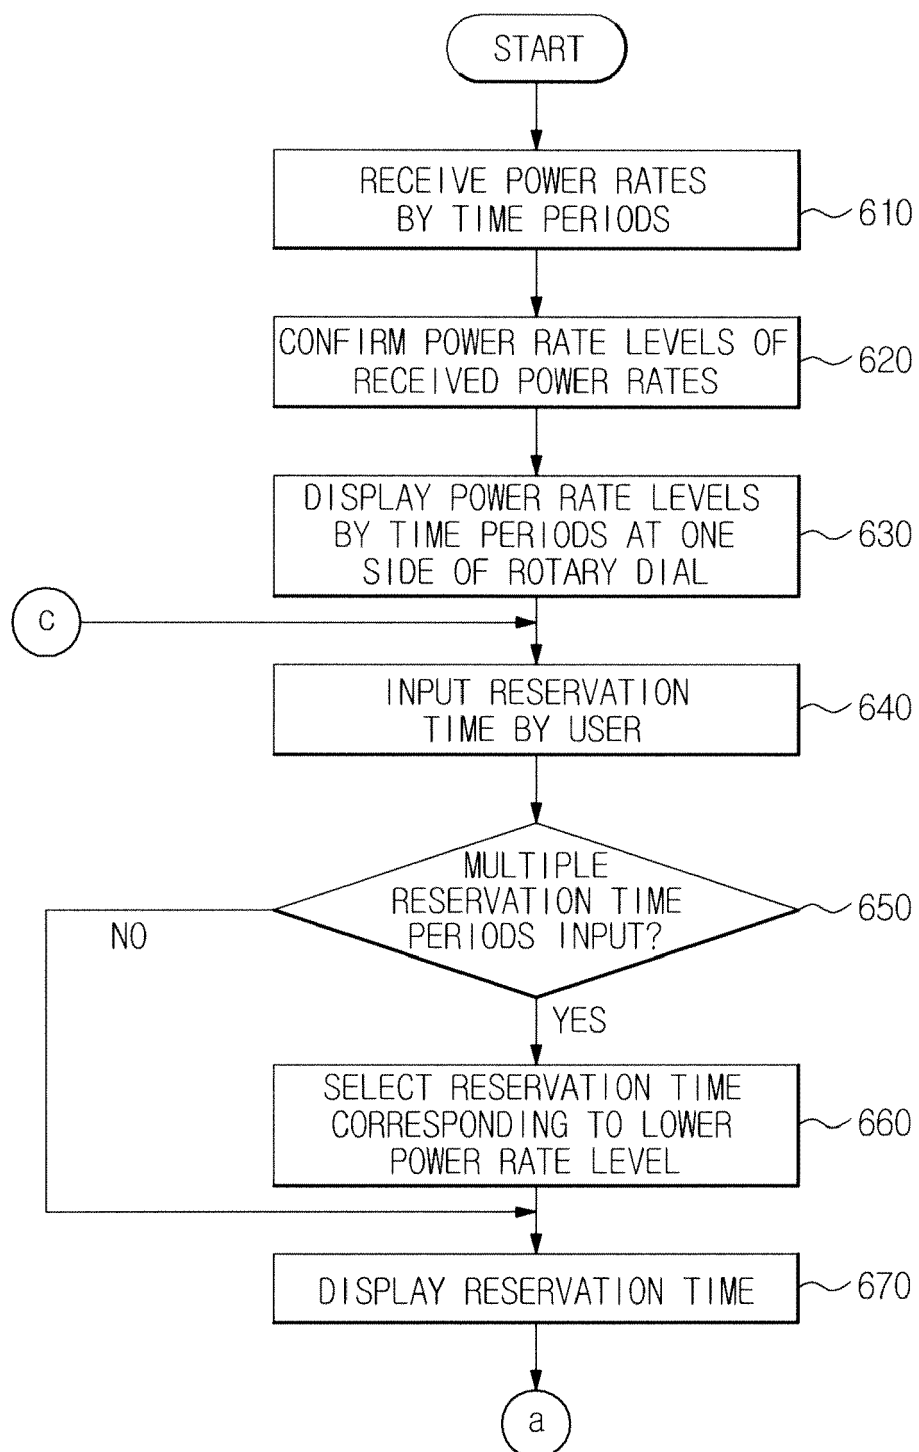 START
RECEIVE POWER RATES
BY TIME PERIODS
610
CONFIRM POWER RATE LEVELS OF
RECEIVED POWER RATES
620
DISPLAY POWER RATE LEVELS
BY TIME PERIODS AT ONE
SIDE OF ROTARY DIAL
630
c
INPUT RESERVATION
TIME BY USER
640
MULTIPLE
RESERVATION TIME
PERIODS INPUT?
650
NO
YES
SELECT RESERVATION TIME
CORRESPONDING TO LOWER
POWER RATE LEVEL
660
DISPLAY RESERVATION TIME
670
a